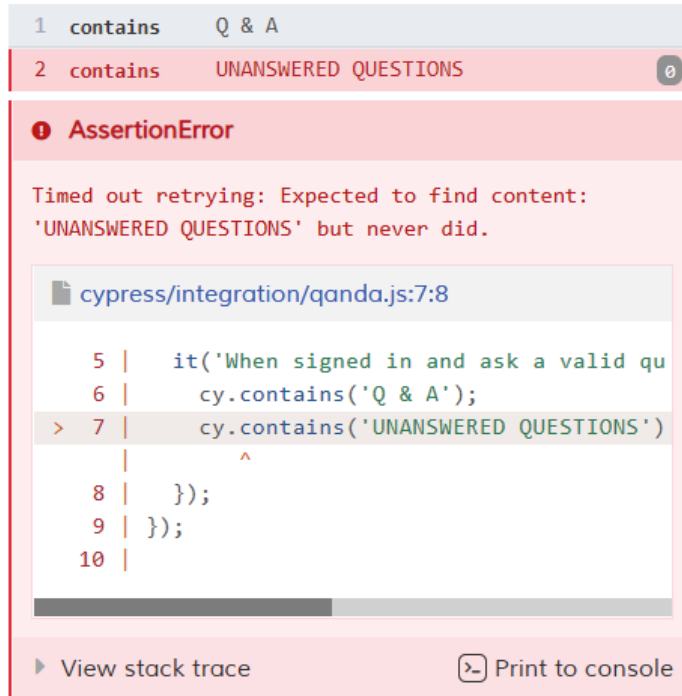 1 contains Q & A
2 contains UNANSWERED QUESTIONS 0
! AssertionError
Timed out retrying: Expected to find content:
'UNANSWERED QUESTIONS' but never did.
cypress/integration/qanda.js:7:8
5 | it('When signed in and ask a valid qu
6 | cy.contains('Q & A');
> 7 | cy.contains('UNANSWERED QUESTIONS')
| ^
8 | });
9 | });
10 |
View stack trace >_ Print to console